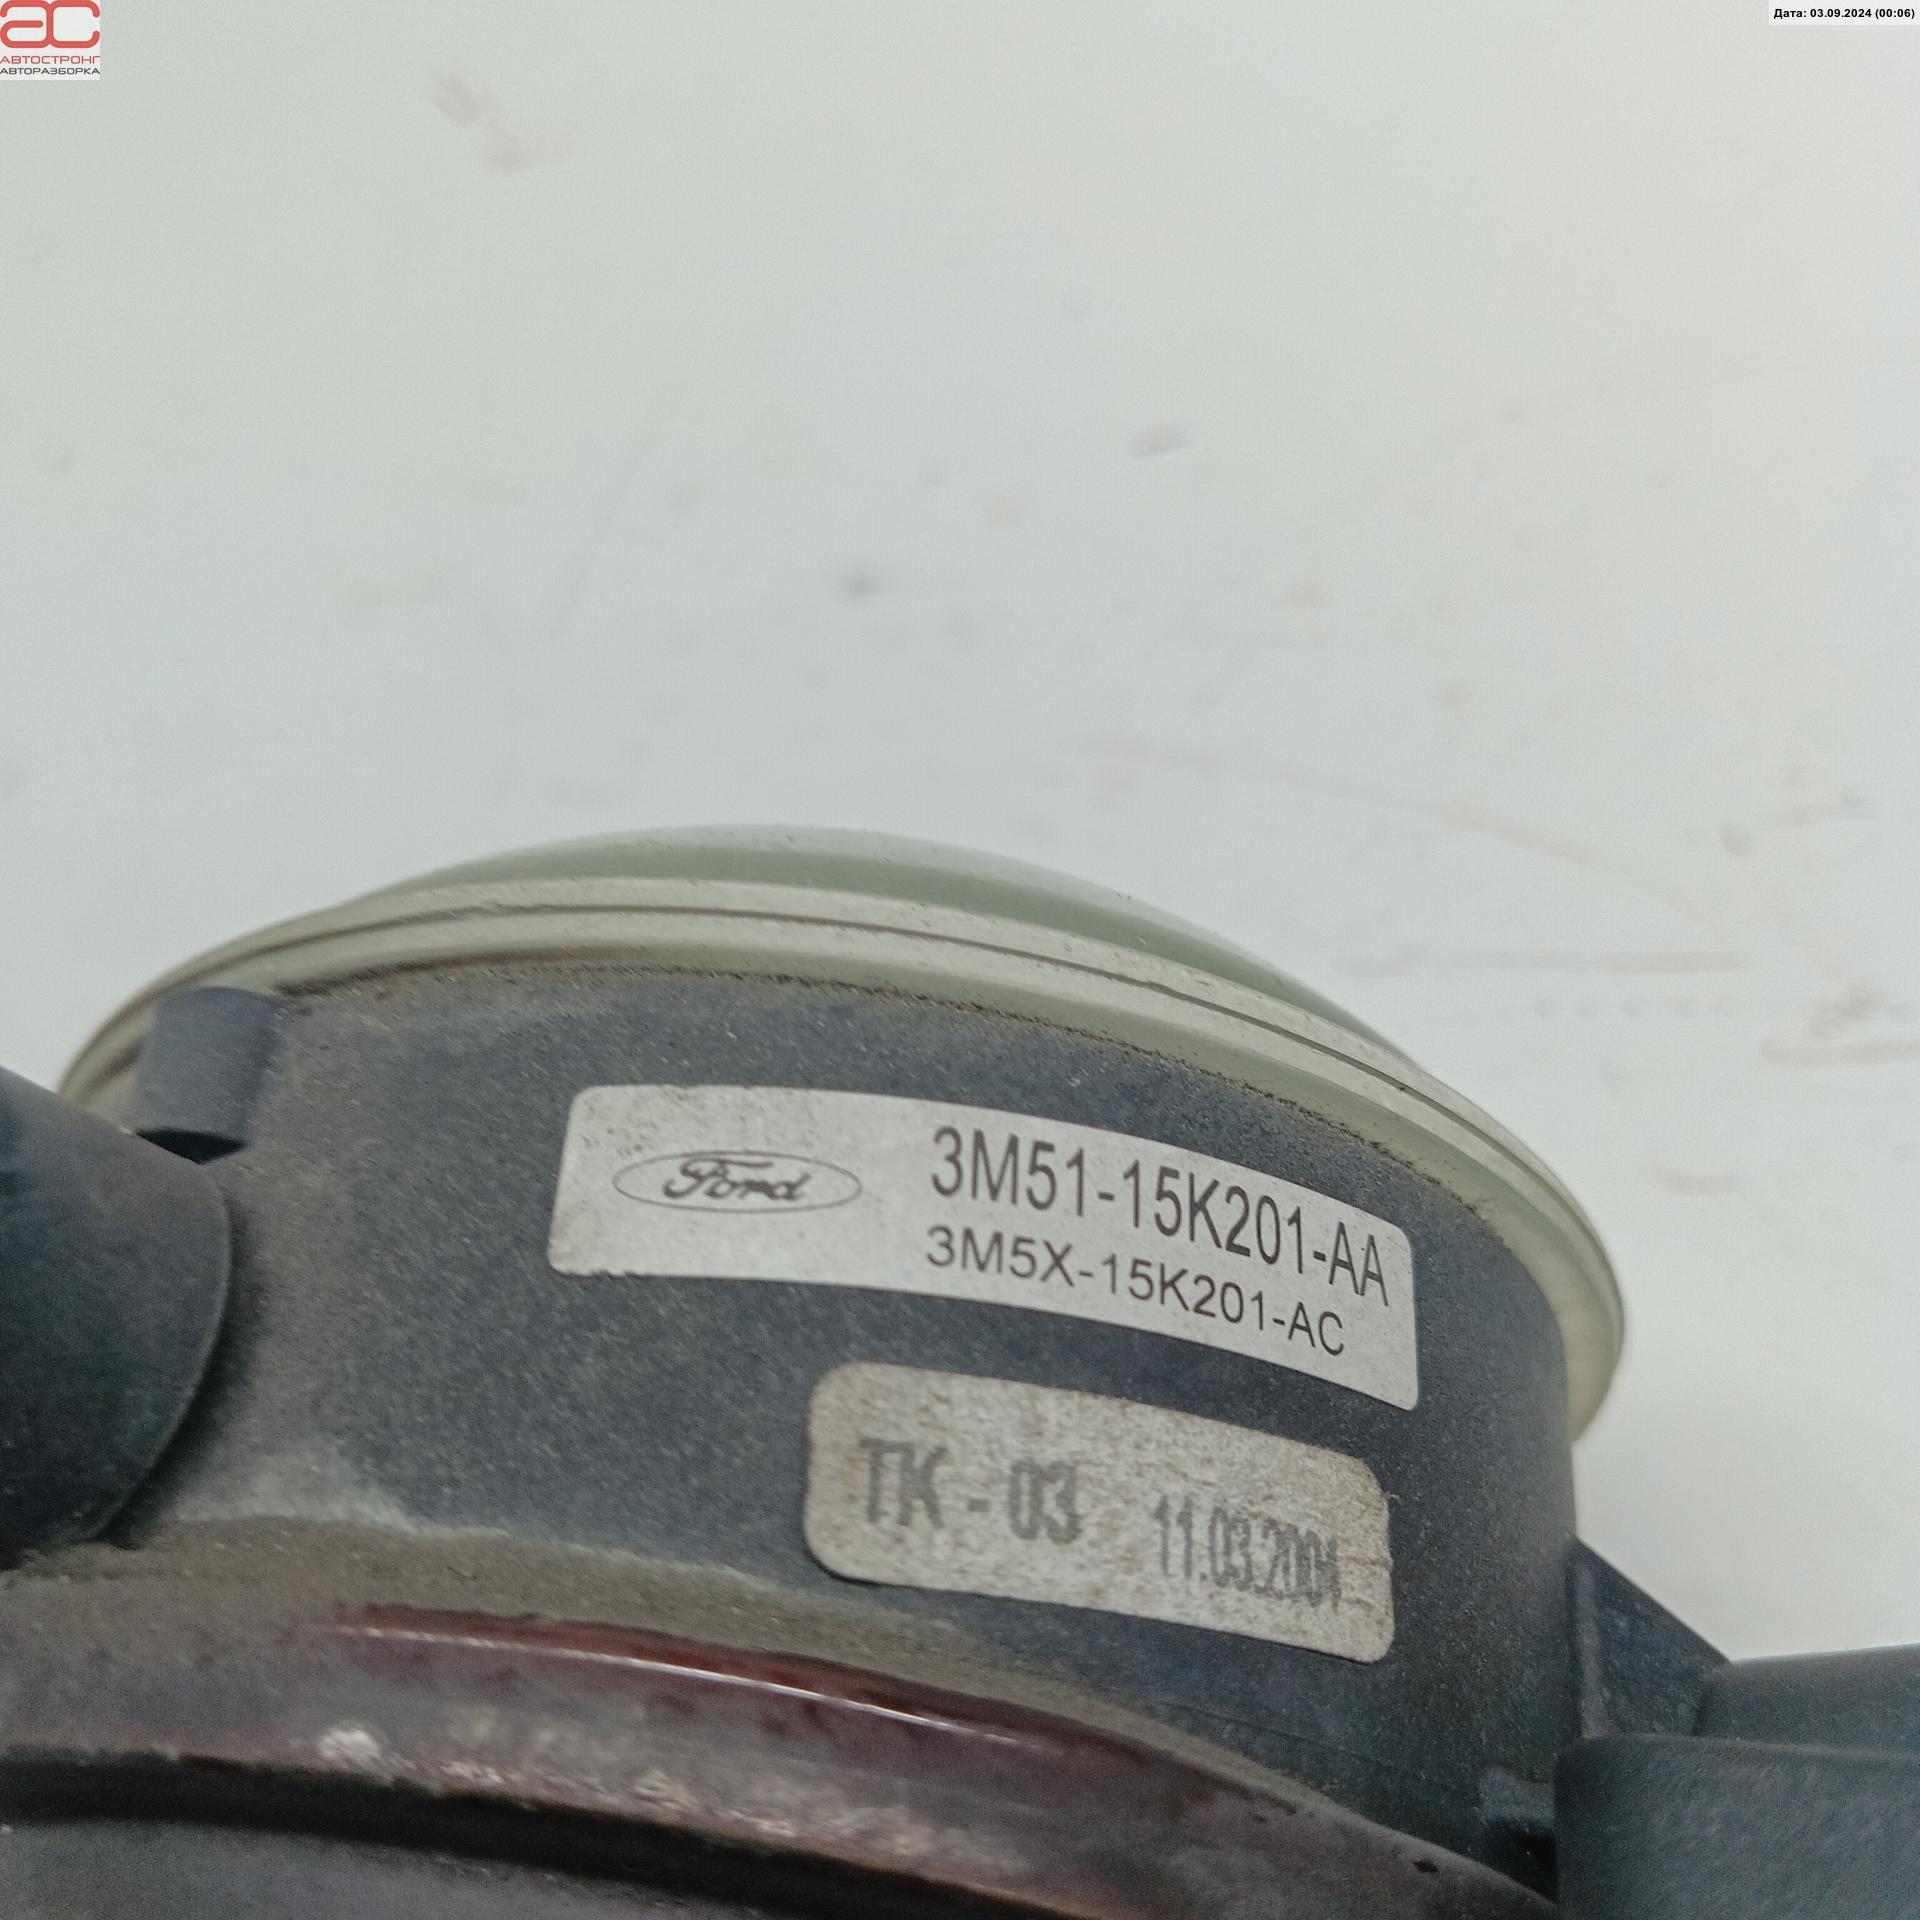 Дата: 03.09.2024 (00:06)
АС
АВТОСТРОНГ
АВТОРАЗБОРКА
Ford
3M51-15K201-AA
3M5X-15K201-AC
TK - 03 11.03.2004